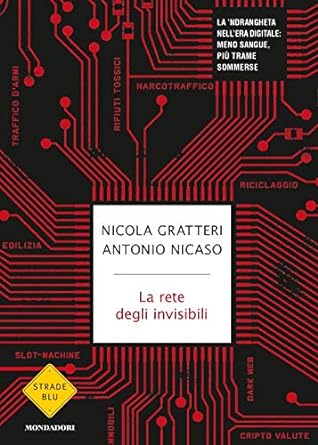 LA 'NDRANGHETA
NELL'ERA DIGITALE:
MENO SANGUE,
PIÙ TRAME
SOMMERSE
TRAFFICO D'ARMI
RIFIUTI TOSSICI
NARCOTRAFFICO
RICICLAGGIO
EDILIZIA
NICOLA GRATTERI
ANTONIO NICASO
La rete
degli invisibili
SLOT-MACHINE
STRADE
BLU
MONDADORI
IMMOBILI
DARK WEB
CRIPTO VALUTE